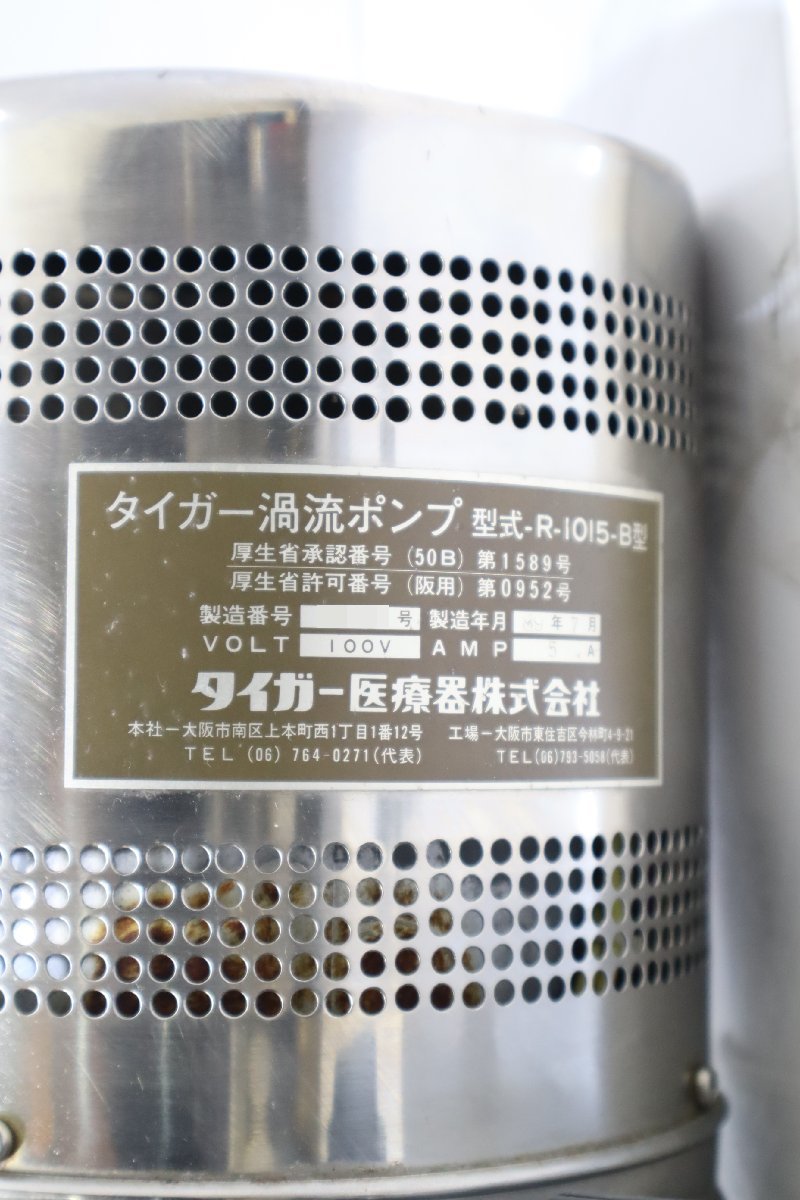 タイガー渦流ポンプ 型式-R-1015-B型
厚生省承認番号 (50B) 第1589号
厚生省許可番号 (阪用) 第0952号
製造番号 号 製造年月 年 7 月
VOLT 100V AMP 5 A
タイガー医療器株式会社
本社ー大阪市南区上本町西1丁目1番12号 工場ー大阪市東住吉区今林町4-9-21
TEL (06) 764-0271(代表) TEL(06)793-5058(代表)